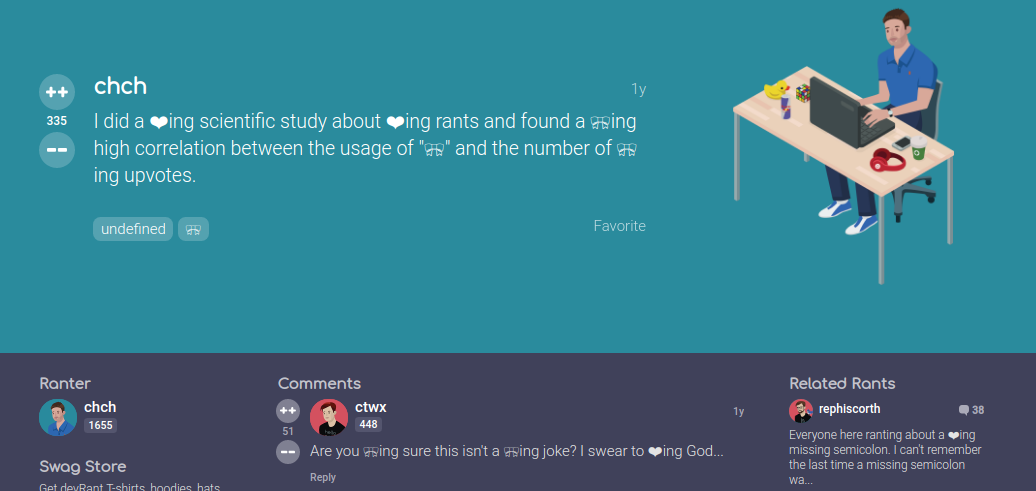 ++
chch
1y
335
I did a ❤ing scientific study about ❤ing rants and found a 🎀ing
--
high correlation between the usage of "🎀" and the number of 🎀
ing upvotes.
undefined
🎀
Favorite
Ranter
chch
1655
Swag Store
Get devRant T-shirts, hoodies, hats,
Comments
++
ctwx
1y
448
51
--
Are you 🎀ing sure this isn't a 🎀ing joke? I swear to ❤ing God...
Reply
Related Rants
rephiscorth
38
Everyone here ranting about a ❤ing
missing semicolon. I can't remember
the last time a missing semicolon
wa...